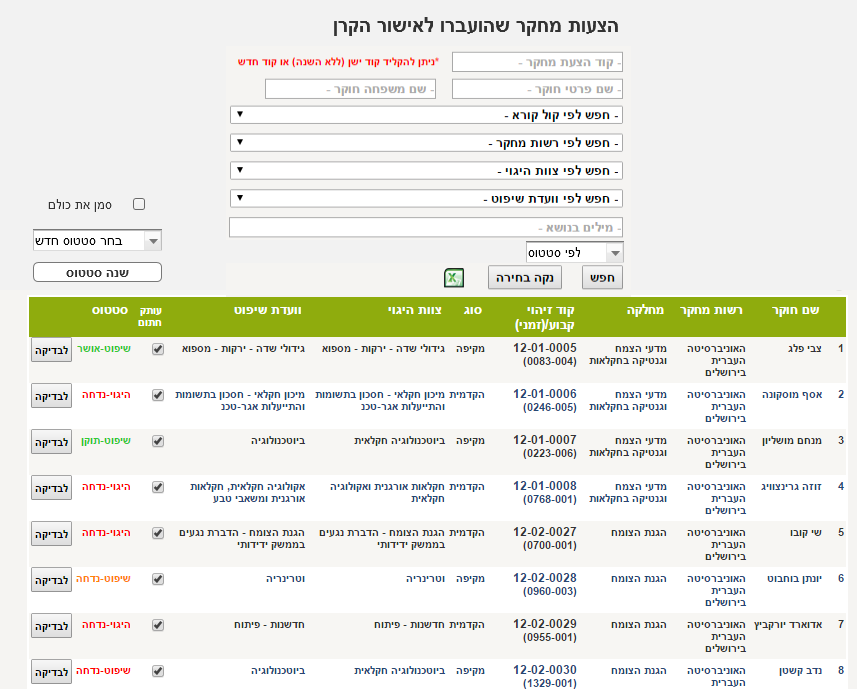 הצעות מחקר שהועברו לאישור הקרן
- קוד הצעת מחקר -
*ניתן להקליד קוד ישן (ללא השנה) או קוד חדש
- שם פרטי חוקר -
- שם משפחה חוקר -
- חפש לפי קול קורא -
- חפש לפי רשות מחקר -
- חפש לפי צוות היגוי -
- חפש לפי וועדת שיפוט -
- מילים בנושא -
לפי סטטוס
חפש
נקה בחירה
סמן את כולם
בחר סטטוס חדש
שנה סטטוס
שם חוקר רשות מחקר מחלקה קוד זיהוי סוג צוות היגוי וועדת שיפוט עותק סטטוס
קבוע/(זמני) חתום
1 צבי פלג האוניברסיטה מדעי הצמח 12-01-0005 מקיפה גידולי שדה - ירקות - מספוא גידולי שדה - ירקות - מספוא שיפוט-אושר לבדיקה
העברית וגנטיקה בחקלאות (0083-004)
בירושלים
2 אסף מוסקונה האוניברסיטה מדעי הצמח 12-01-0006 הקדמית מיכון חקלאי - חסכון בתשומות מיכון חקלאי - חסכון בתשומות היגוי-נדחה לבדיקה
העברית וגנטיקה בחקלאות (0246-005) והתייעלות אגר-טכנ והתייעלות אגר-טכנ
בירושלים
3 מנחם מושליון האוניברסיטה מדעי הצמח 12-01-0007 מקיפה ביוטכנולוגיה חקלאית ביוטכנולוגיה שיפוט-תוקן לבדיקה
העברית וגנטיקה בחקלאות (0223-006)
בירושלים
4 זוזה גרינצוויג האוניברסיטה מדעי הצמח 12-01-0008 הקדמית חקלאות אורגנית ואקולוגיה אקולוגיה חקלאית, חקלאות היגוי-נדחה לבדיקה
העברית וגנטיקה בחקלאות (0768-001) חקלאית אורגנית ומשאבי טבע
בירושלים
5 שי קובו האוניברסיטה הגנת הצומח 12-02-0027 הקדמית הגנת הצומח - הדברת נגעים הגנת הצומח - הדברת נגעים היגוי-נדחה לבדיקה
העברית (0700-001) בממשק ידידותי בממשק ידידותי
בירושלים
6 יונתן בוחבוט האוניברסיטה הגנת הצומח 12-02-0028 מקיפה וטרינריה וטרינריה שיפוט-נדחה לבדיקה
העברית (0960-003)
בירושלים
7 אדוארד יורקביץ האוניברסיטה הגנת הצומח 12-02-0029 הקדמית חדשנות - פיתוח חדשנות - פיתוח היגוי-נדחה לבדיקה
העברית (0955-001)
בירושלים
8 נדב קשטן האוניברסיטה הגנת הצומח 12-02-0030 מקיפה ביוטכנולוגיה חקלאית ביוטכנולוגיה שיפוט-נדחה לבדיקה
העברית (1329-001)